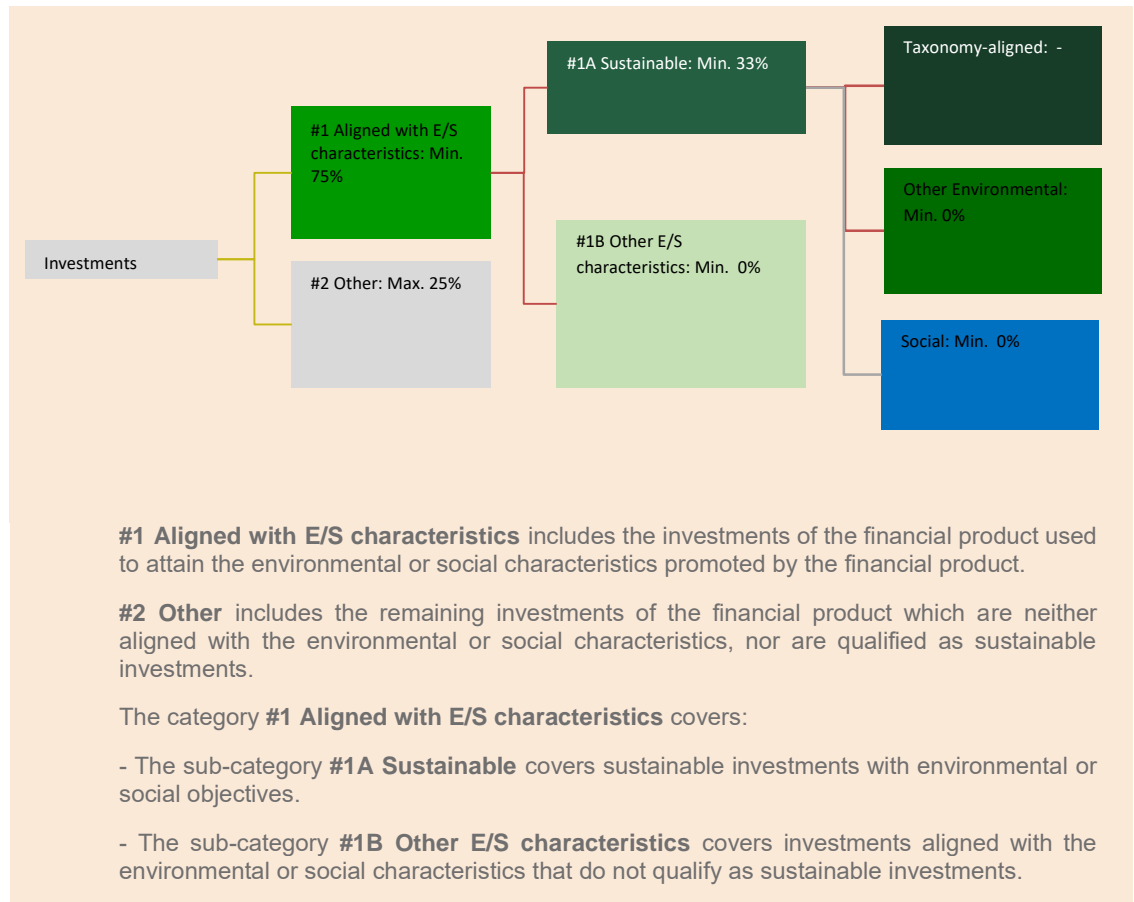 Investments
#1 Aligned with E/S
characteristics: Min.
75%
#2 Other: Max. 25%
#1A Sustainable: Min. 33%
#1B Other E/S
characteristics: Min. 0%
Taxonomy-aligned: -
Other Environmental:
Min. 0%
Social: Min. 0%
#1 Aligned with E/S characteristics includes the investments of the financial product used
to attain the environmental or social characteristics promoted by the financial product.
#2 Other includes the remaining investments of the financial product which are neither
aligned with the environmental or social characteristics, nor are qualified as sustainable
investments.
The category #1 Aligned with E/S characteristics covers:
- The sub-category #1A Sustainable covers sustainable investments with environmental or
social objectives.
- The sub-category #1B Other E/S characteristics covers investments aligned with the
environmental or social characteristics that do not qualify as sustainable investments.